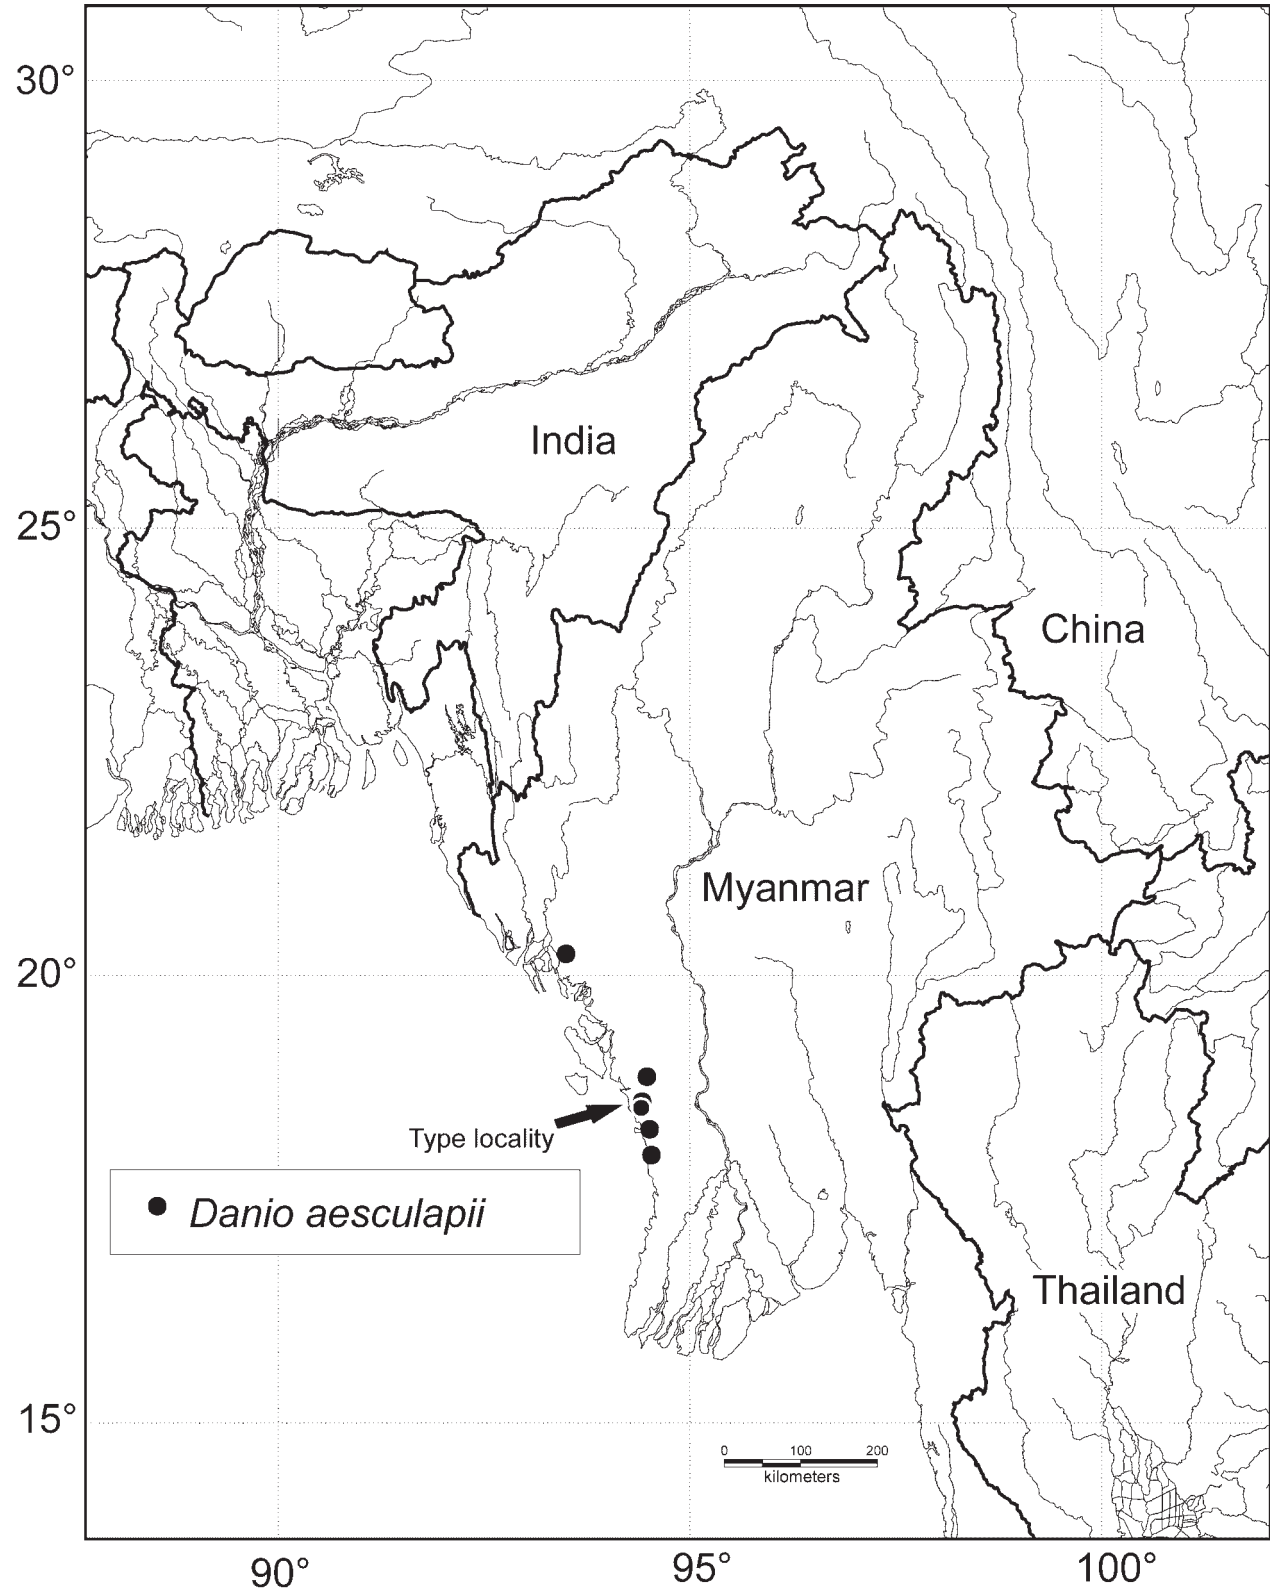 30°
India
25°
China
Myanmar
20°
Type locality
Danio aesculapii
Thailand
15°
0 100 200
kilometers
90° 95° 100°